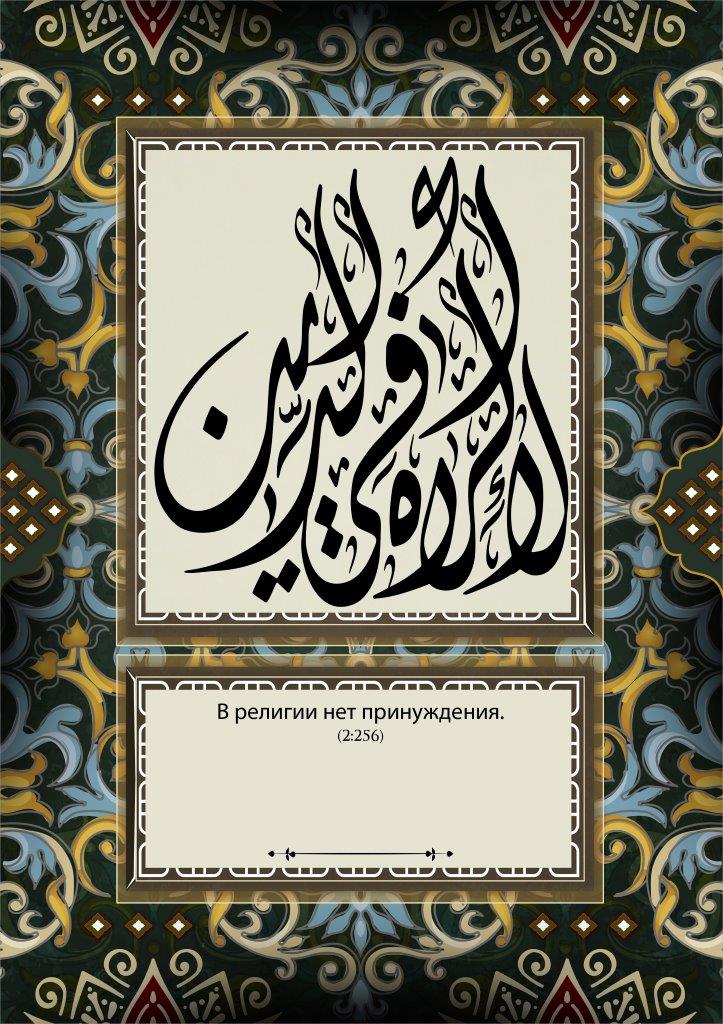 لا إكراه في الدين
В религии нет принуждения.
(2:256)